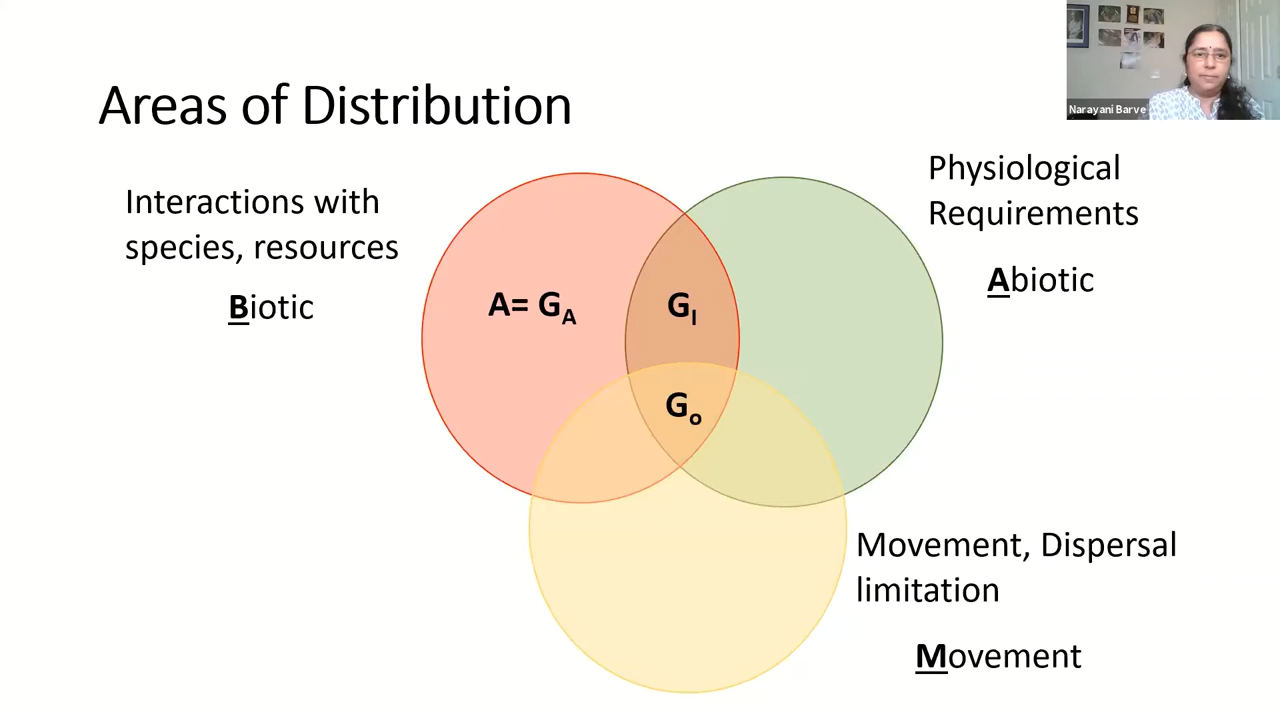 Areas of Distribution
Narayani Barve
Interactions with
species, resources
Biotic
Physiological
Requirements
Abiotic
A= GA
GI
Go
Movement, Dispersal
limitation
Movement